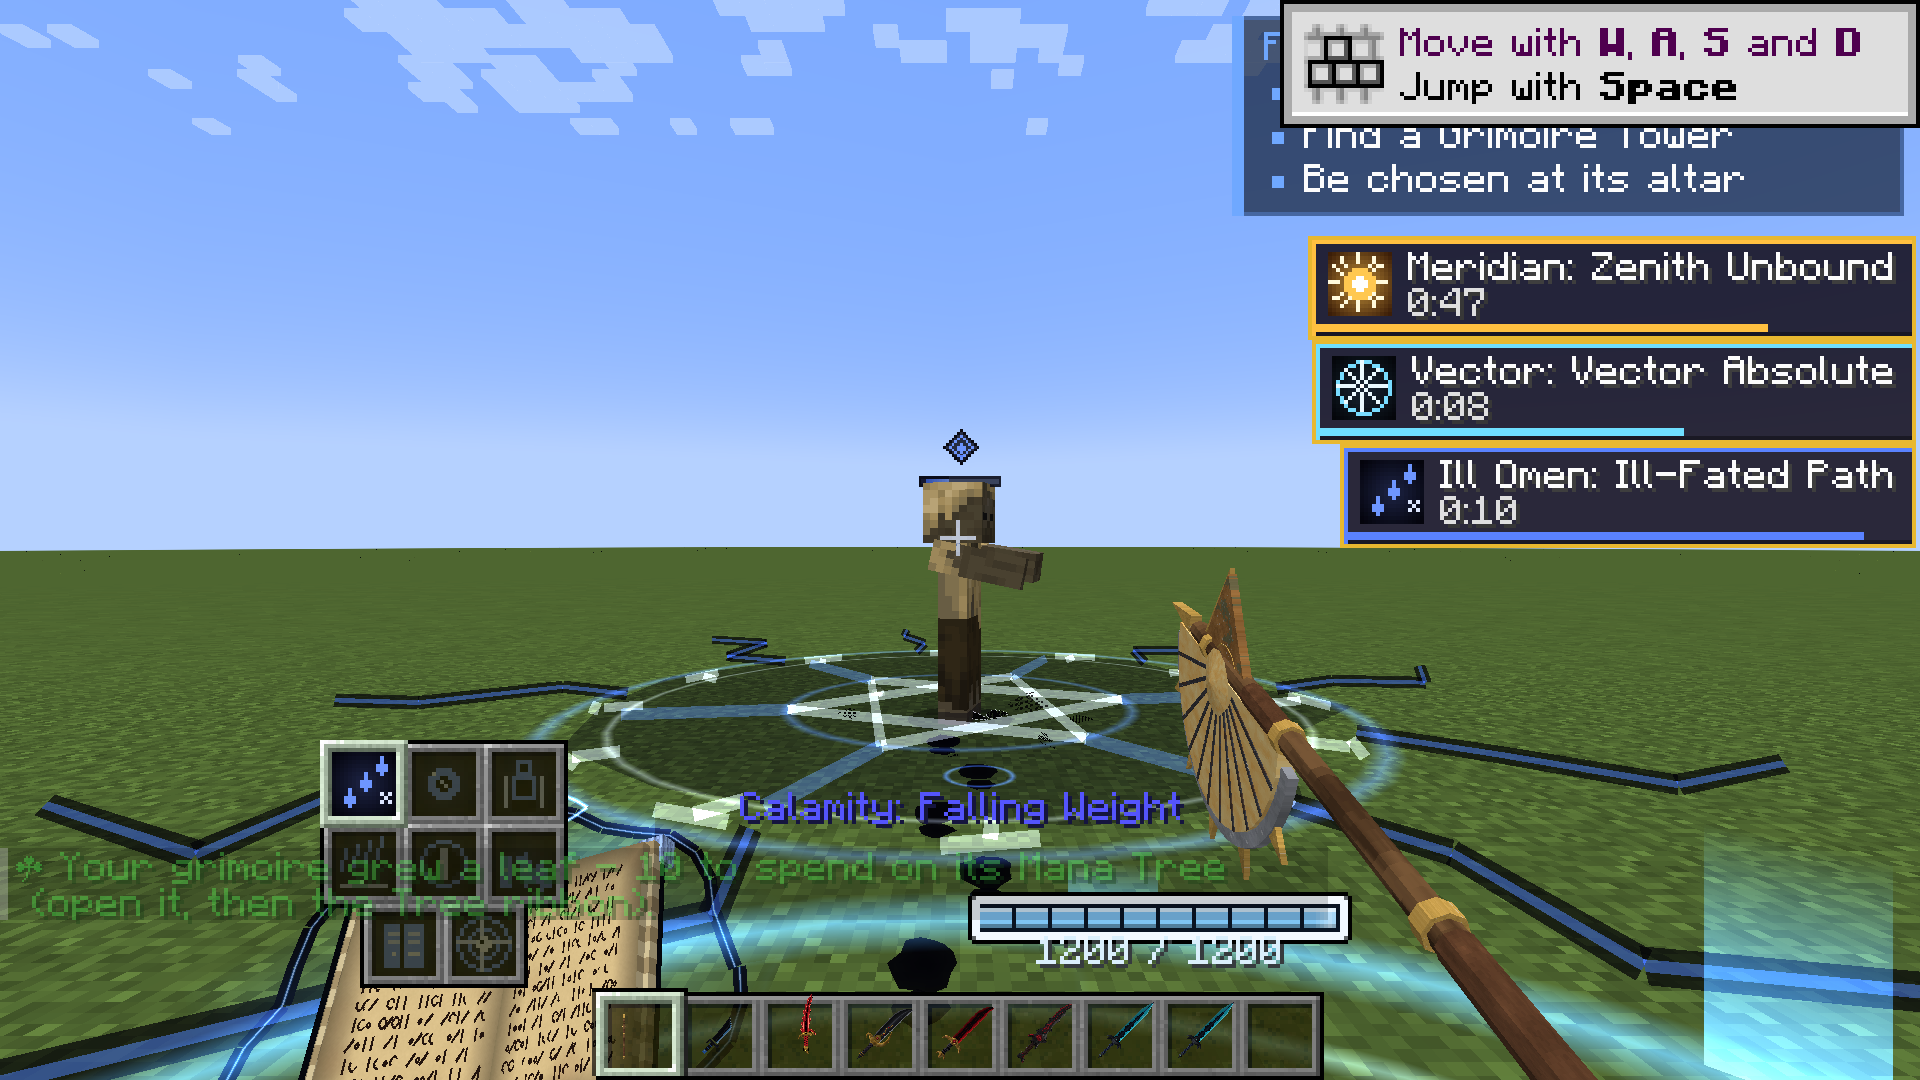 Move with W, A, S and D
Jump with Space
Find a Grimoire Tower
Be chosen at its altar
Meridian: Zenith Unbound
0:47
Vector: Vector Absolute
0:08
Ill Omen: Ill-Fated Path
0:10
Calamity: Falling Weight
Your grimoire grew a leaf - 10 to spend on its Mana Tree
(open it, then the Tree ribbon).
1200 / 1200